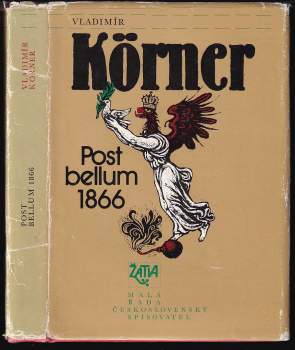 VLADIMÍR
KÖRNER
POST
BELLUM 1866
VLADIMÍR
Körner
Post
bellum
1866
ŽATVA
MALÁ
ŘADA
ČESKOSLOVENSKÝ
SPISOVATEL